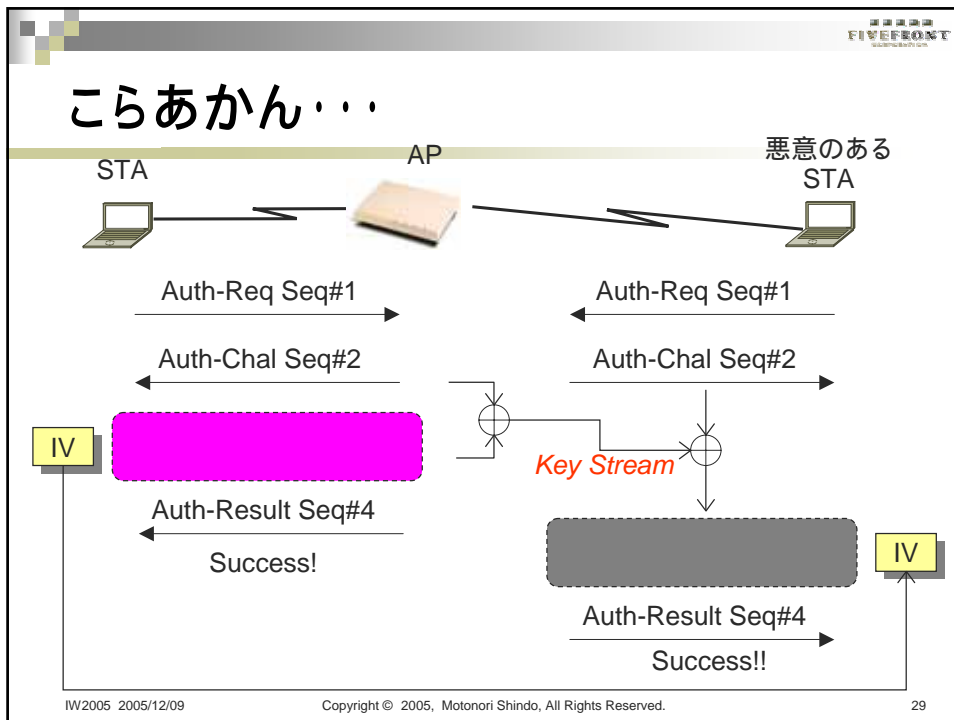 FIVEFRONT
CORPORATION
こらあかん･･･
STA
AP
悪意のある
STA
Auth-Req Seq#1
Auth-Req Seq#1
Auth-Chal Seq#2
Auth-Chal Seq#2
IV
Key Stream
Auth-Result Seq#4
Success!
IV
Auth-Result Seq#4
Success!!
IW2005 2005/12/09
Copyright © 2005, Motonori Shindo, All Rights Reserved.
29